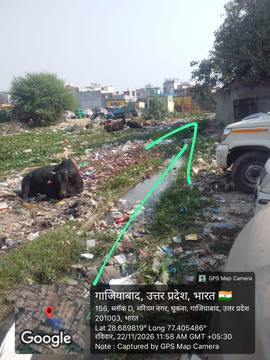 GPS Map Camera
गाज़ियाबाद, उत्तर प्रदेश, भारत
156, ब्लॉक D, मरियम नगर, घूकना, गाज़ियाबाद, उत्तर प्रदेश
201003, भारत
Lat 28.689819° Long 77.405486°
रविवार, 22/11/2026 11:58 AM GMT +05:30
Note : Captured by GPS Map Camera
Google